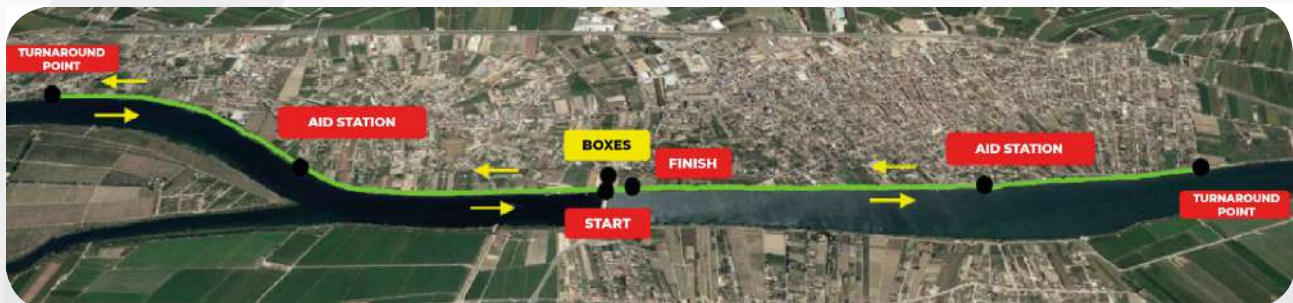 TURNAROUND
POINT
AID STATION
BOXES
FINISH
START
AID STATION
TURNAROUND
POINT